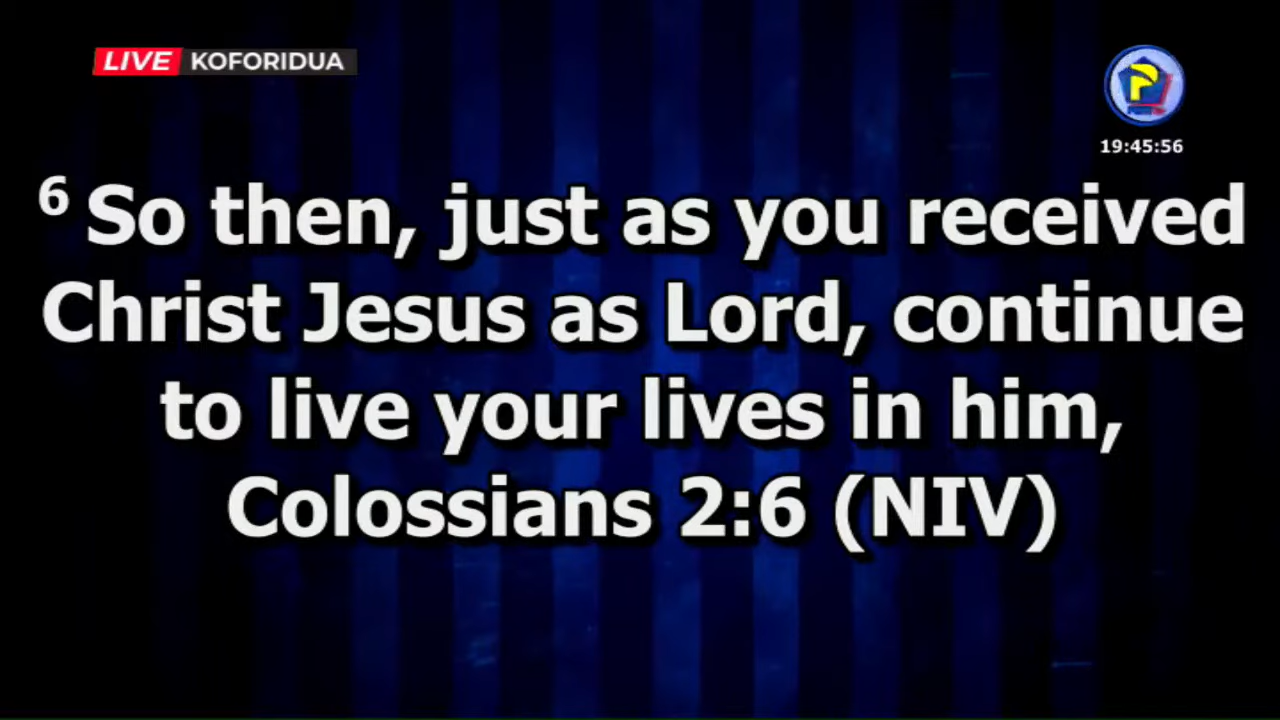 LIVE KOFORIDUA
P
19:45:56
6 So then, just as you received
Christ Jesus as Lord, continue
to live your lives in him,
Colossians 2:6 (NIV)